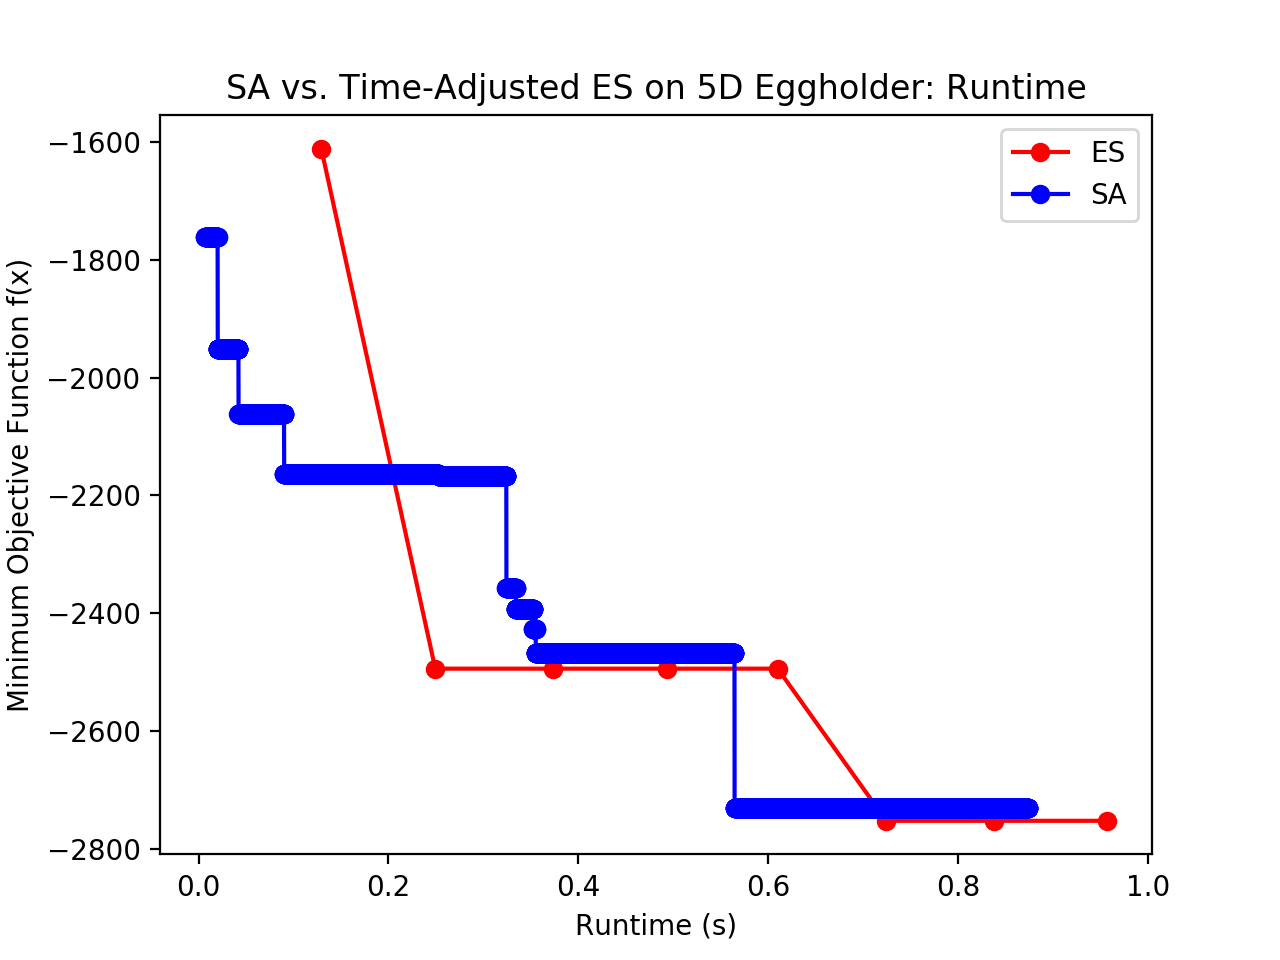 SA vs. Time-Adjusted ES on 5D Eggholder: Runtime
ES
SA
Minimum Objective Function f(x)
−1600
−1800
−2000
−2200
−2400
−2600
−2800
0.0
0.2
0.4
0.6
0.8
1.0
Runtime (s)